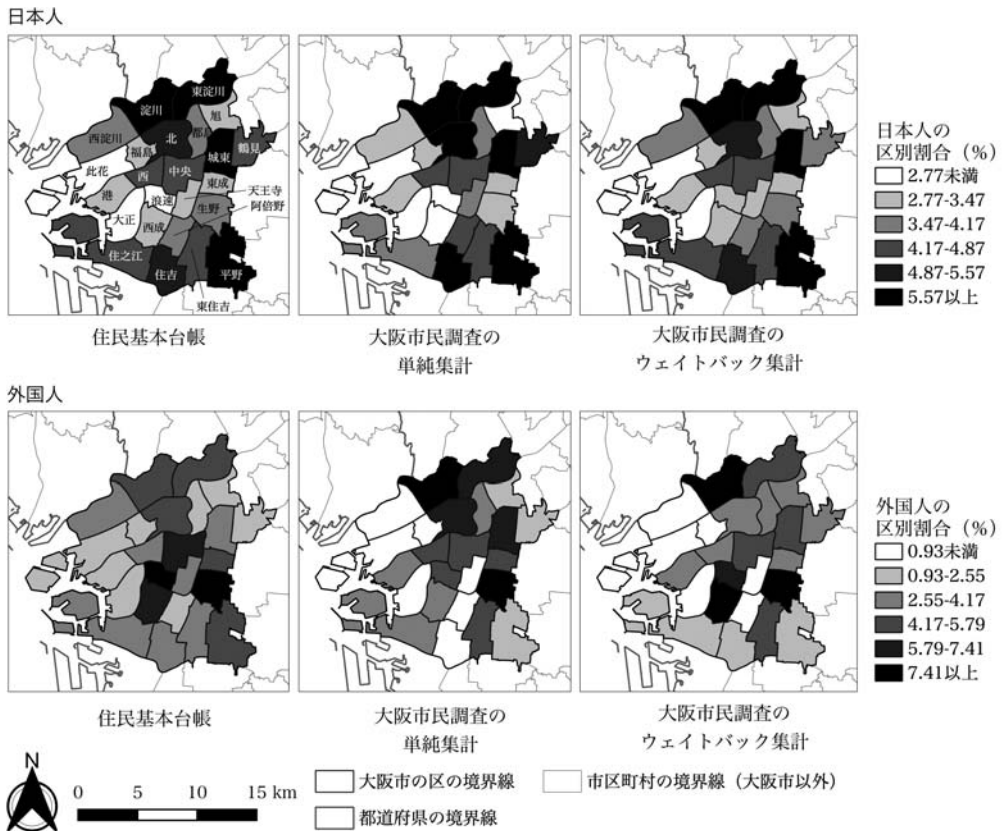 日本人
東淀川
淀川
旭
西淀川
北
都島
鶴見
福島
城東
此花
西
中央
東成
港
天王寺
浪速
阿倍野
大正
生野
西成
住之江
住吉
平野
東住吉
日本人の
区別割合（%）
2.77未満
2.77-3.47
3.47-4.17
4.17-4.87
4.87-5.57
5.57以上
住民基本台帳
大阪市民調査の
単純集計
大阪市民調査の
ウェイトバック集計
外国人
外国人の
区別割合（%）
0.93未満
0.93-2.55
2.55-4.17
4.17-5.79
5.79-7.41
7.41以上
住民基本台帳
大阪市民調査の
単純集計
大阪市民調査の
ウェイトバック集計
N
0 5 10 15 km
大阪市の区の境界線
市区町村の境界線（大阪市以外）
都道府県の境界線